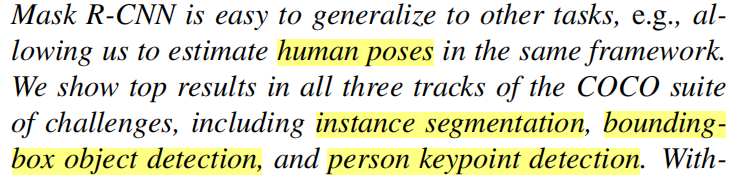 Mask R-CNN is easy to generalize to other tasks, e.g., al-
lowing us to estimate human poses in the same framework.
We show top results in all three tracks of the COCO suite
of challenges, including instance segmentation, bounding-
box object detection, and person keypoint detection. With-